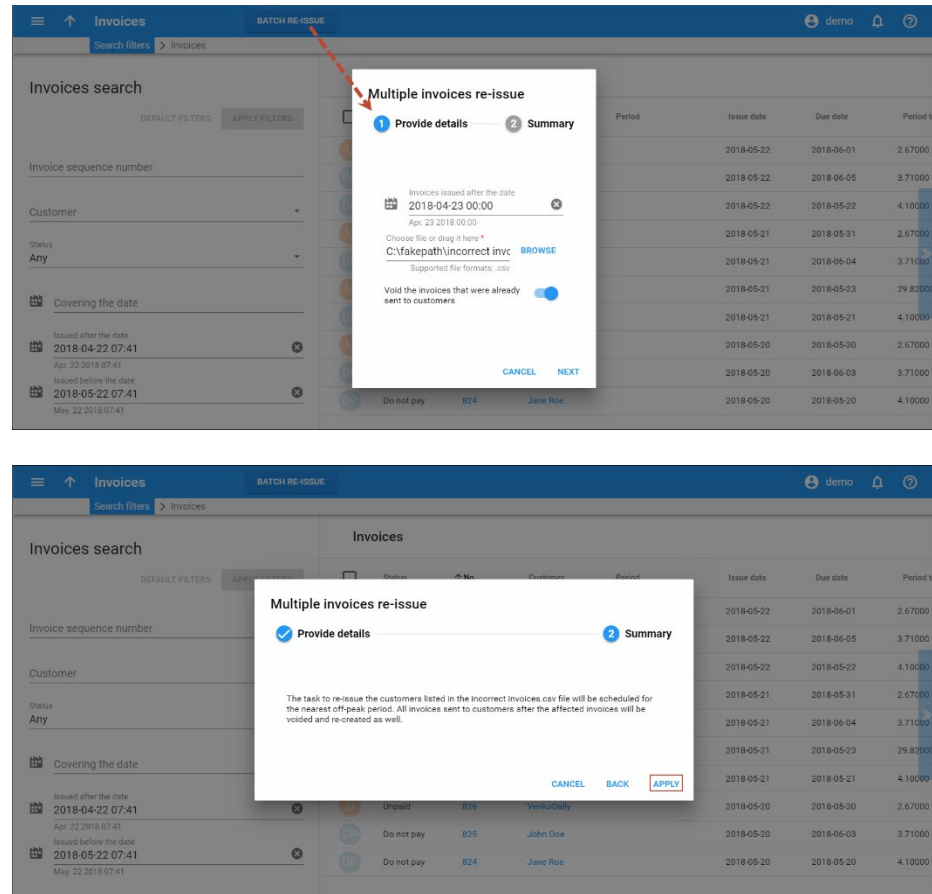 Invoices
BATCH RE-ISSUE
demo
Search filters > Invoices
Invoices search
DEFAULT FILTERS APPLY FILTERS
Invoice sequence number
Customer
Status
Any
Covering the date
Issued after the date
2018-04-22 07:41
Apr. 22 2018 07:41
Issued before the date
2018-05-22 07:41
May. 22 2018 07:41
Multiple invoices re-issue
1 Provide details 2 Summary
Invoices issued after the date
2018-04-23 00:00
Apr. 23 2018 00:00
Choose file or drag it here *
C:\fakepath\incorrect invc BROWSE
Supported file formats: .csv
Void the invoices that were already
sent to customers
CANCEL NEXT
Period Issue date Due date Period t
2018-05-22 2018-06-01 2.67000
2018-05-22 2018-06-05 3.71000
2018-05-22 2018-05-22 4.10000
2018-05-21 2018-05-31 2.67000
2018-05-21 2018-06-04 3.71000
2018-05-21 2018-05-23 29.82000
2018-05-21 2018-05-21 4.10000
2018-05-20 2018-05-30 2.67000
2018-05-20 2018-06-03 3.71000
DP Do not pay 824 Jane Roe 2018-05-20 2018-05-20 4.10000
Invoices
BATCH RE-ISSUE
demo
Search filters > Invoices
Invoices search
DEFAULT FILTERS APPLY FILTERS
Invoice sequence number
Customer
Status
Any
Covering the date
Issued after the date
2018-04-22 07:41
Apr. 22 2018 07:41
Issued before the date
2018-05-22 07:41
May. 22 2018 07:41
Invoices
Status No Customer Period Issue date Due date Period t
2018-05-22 2018-06-01 2.67000
2018-05-22 2018-06-05 3.71000
2018-05-22 2018-05-22 4.10000
2018-05-21 2018-05-31 2.67000
2018-05-21 2018-06-04 3.71000
2018-05-21 2018-05-23 29.82000
2018-05-21 2018-05-21 4.10000
U Unpaid 826 VenkoDaily 2018-05-20 2018-05-30 2.67000
DP Do not pay 825 John Doe 2018-05-20 2018-06-03 3.71000
DP Do not pay 824 Jane Roe 2018-05-20 2018-05-20 4.10000
Multiple invoices re-issue
Provide details 2 Summary
The task to re-issue the customers listed in the incorrect invoices.csv file will be scheduled for
the nearest off-peak period. All invoices sent to customers after the affected invoices will be
voided and re-created as well.
CANCEL BACK APPLY